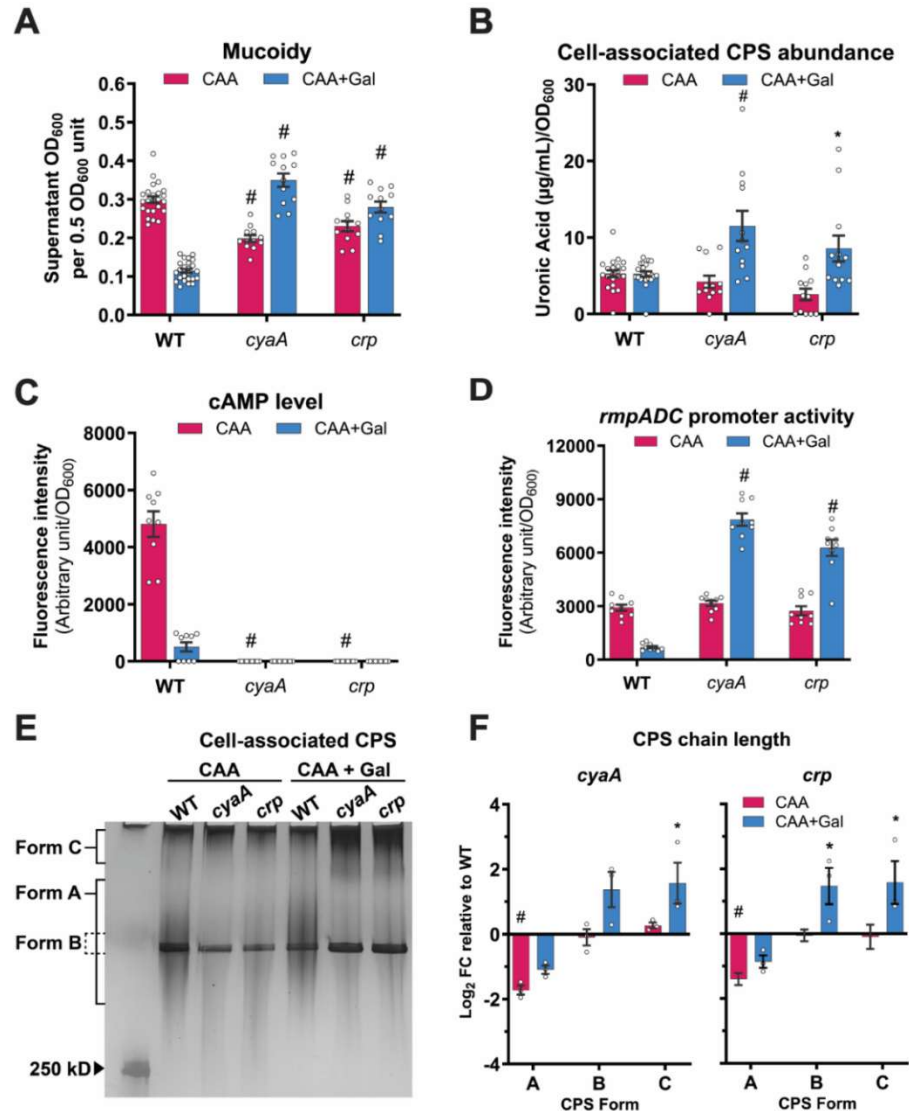 A
Mucoidy
CAA CAA+Gal
Supernatant OD600
per 0.5 OD600 unit
0.6
0.5
0.4
0.3
0.2
0.1
0.0
# # # #
WT cyaA crp
B
Cell-associated CPS abundance
CAA CAA+Gal
Uronic Acid (µg/mL)/OD600
30
20
10
0
# *
WT cyaA crp
C
cAMP level
CAA CAA+Gal
Fluorescence intensity
(Arbitrary unit/OD600)
8000
6000
4000
2000
0
# #
WT cyaA crp
D
rmpADC promoter activity
CAA CAA+Gal
Fluorescence intensity
(Arbitrary unit/OD600)
12000
9000
6000
3000
0
# #
WT cyaA crp
E
Cell-associated CPS
CAA CAA + Gal
WT cyaA crp WT cyaA crp
Form C
Form A
Form B
250 kD
F
CPS chain length
cyaA crp
CAA
CAA+Gal
Log2 FC relative to WT
4
2
0
-2
-4
# * # * *
A B C A B C
CPS Form CPS Form